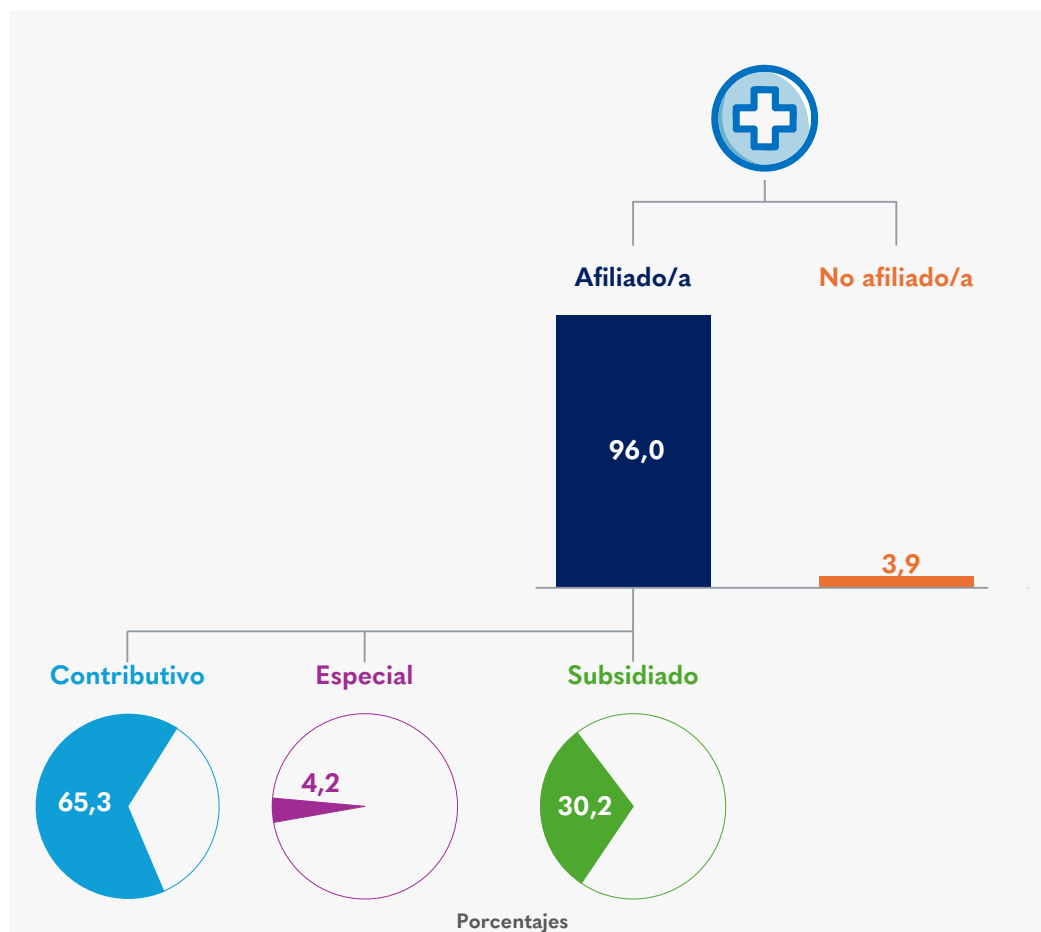 Afiliado/a
No afiliado/a
96,0
3,9
Contributivo
Especial
Subsidiado
65,3
4,2
30,2
Porcentajes